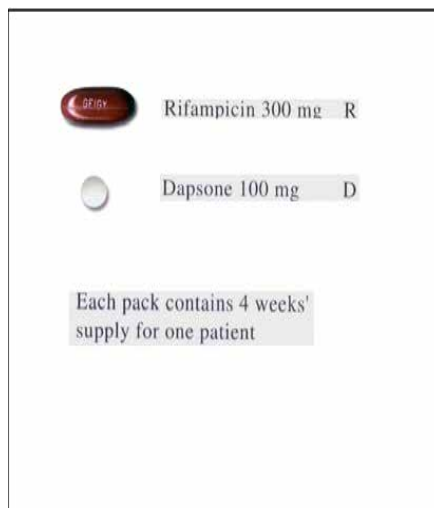 GEIGY
Rifampicin 300 mg R
Dapsone 100 mg D
Each pack contains 4 weeks'
supply for one patient